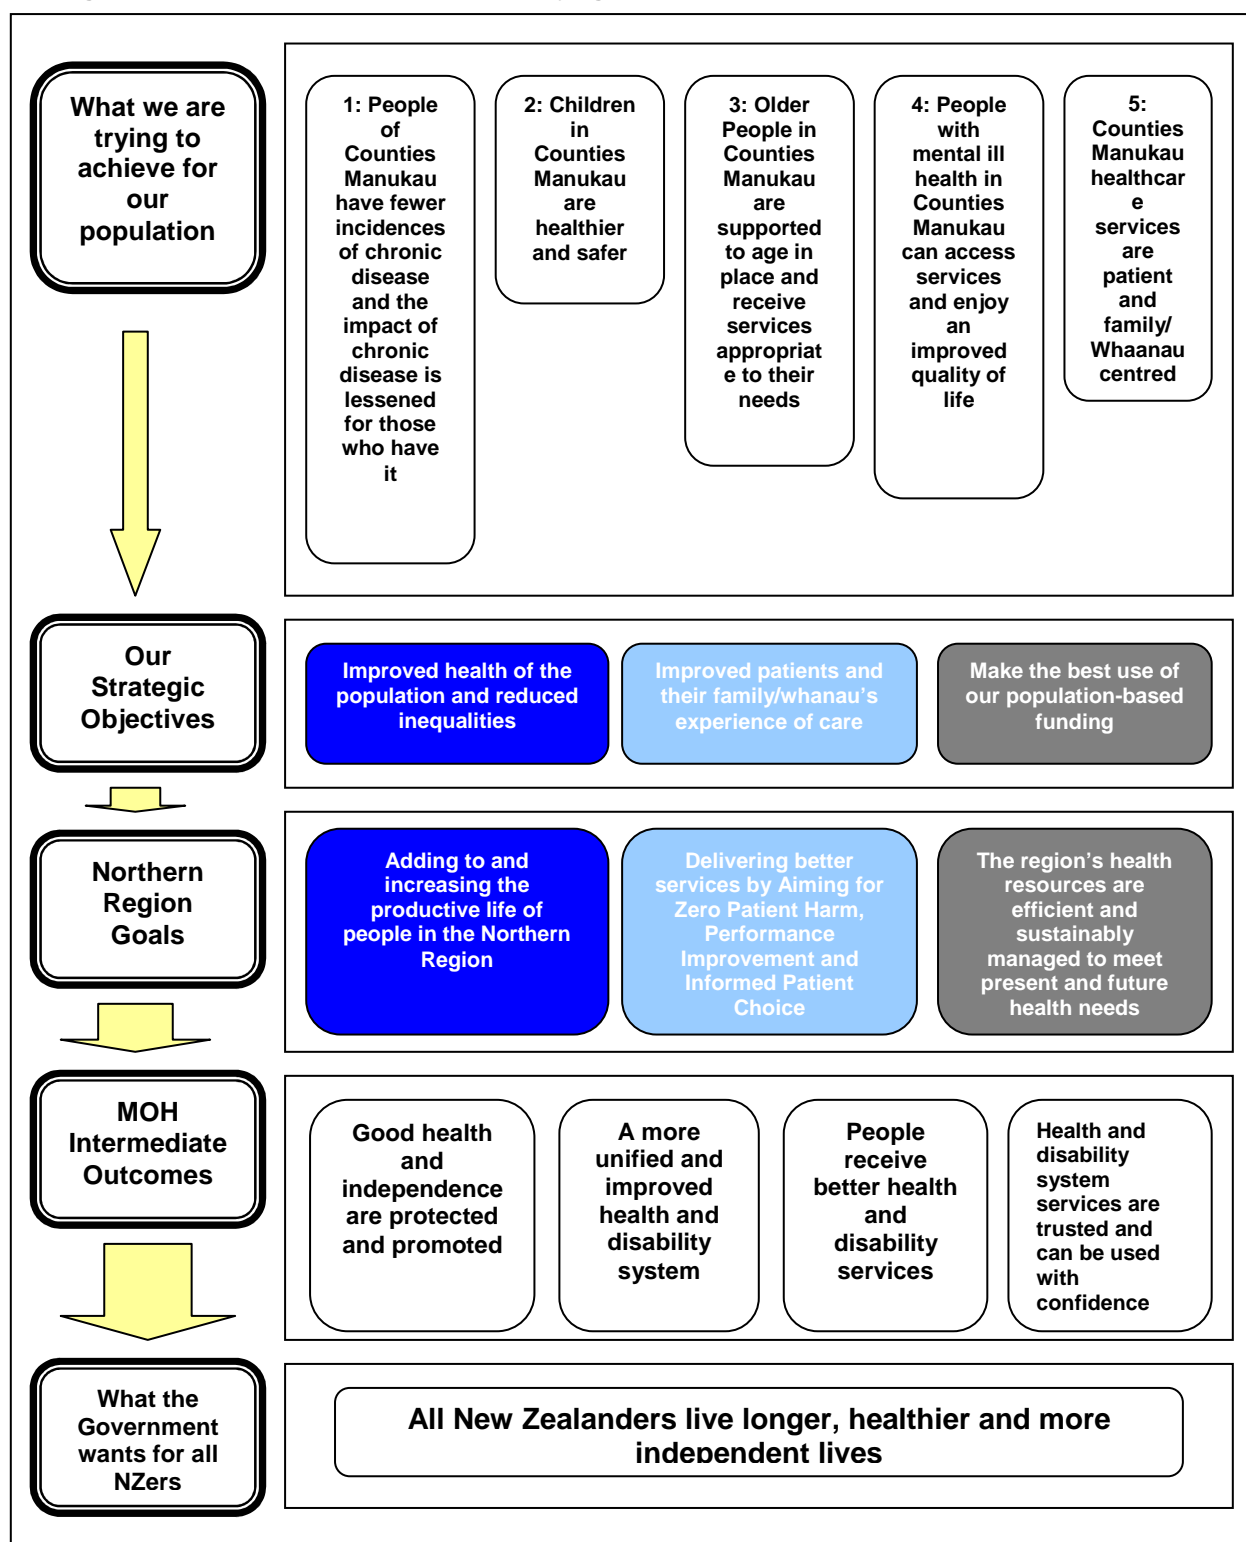 What we are
trying to
achieve for
our
population
1: People
of
Counties
Manukau
have fewer
incidences
of chronic
disease
and the
impact of
chronic
disease is
lessened
for those
who have
it
2: Children
in
Counties
Manukau
are
healthier
and safer
3: Older
People in
Counties
Manukau
are
supported
to age in
place and
receive
services
appropriat
e to their
needs
4: People
with
mental ill
health in
Counties
Manukau
can access
services
and enjoy
an
improved
quality of
life
5:
Counties
Manukau
healthcar
e
services
are
patient
and
family/
Whaanau
centred
Our
Strategic
Objectives
Improved health of the
population and reduced
inequalities
Improved patients and
their family/whanau’s
experience of care
Make the best use of
our population-based
funding
Northern
Region
Goals
Adding to and
increasing the
productive life of
people in the Northern
Region
Delivering better
services by Aiming for
Zero Patient Harm,
Performance
Improvement and
Informed Patient
Choice
The region’s health
resources are
efficient and
sustainably
managed to meet
present and future
health needs
MOH
Intermediate
Outcomes
Good health
and
independence
are protected
and promoted
A more
unified and
improved
health and
disability
system
People
receive
better health
and
disability
services
Health and
disability
system
services are
trusted and
can be used
with
confidence
What the
Government
wants for all
NZers
All New Zealanders live longer, healthier and more
independent lives